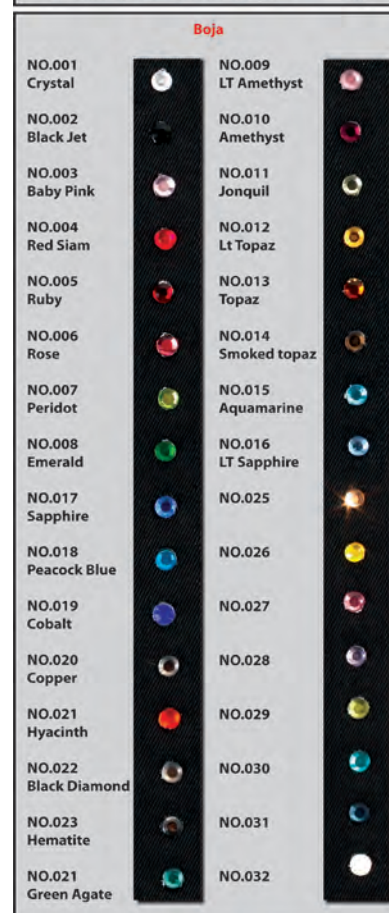 Boja
NO.001
Crystal
NO.002
Black Jet
NO.003
Baby Pink
NO.004
Red Siam
NO.005
Ruby
NO.006
Rose
NO.007
Peridot
NO.008
Emerald
NO.017
Sapphire
NO.018
Peacock Blue
NO.019
Cobalt
NO.020
Copper
NO.021
Hyacinth
NO.022
Black Diamond
NO.023
Hematite
NO.021
Green Agate
NO.009
LT Amethyst
NO.010
Amethyst
NO.011
Jonquil
NO.012
Lt Topaz
NO.013
Topaz
NO.014
Smoked topaz
NO.015
Aquamarine
NO.016
LT Sapphire
NO.025
NO.026
NO.027
NO.028
NO.029
NO.030
NO.031
NO.032